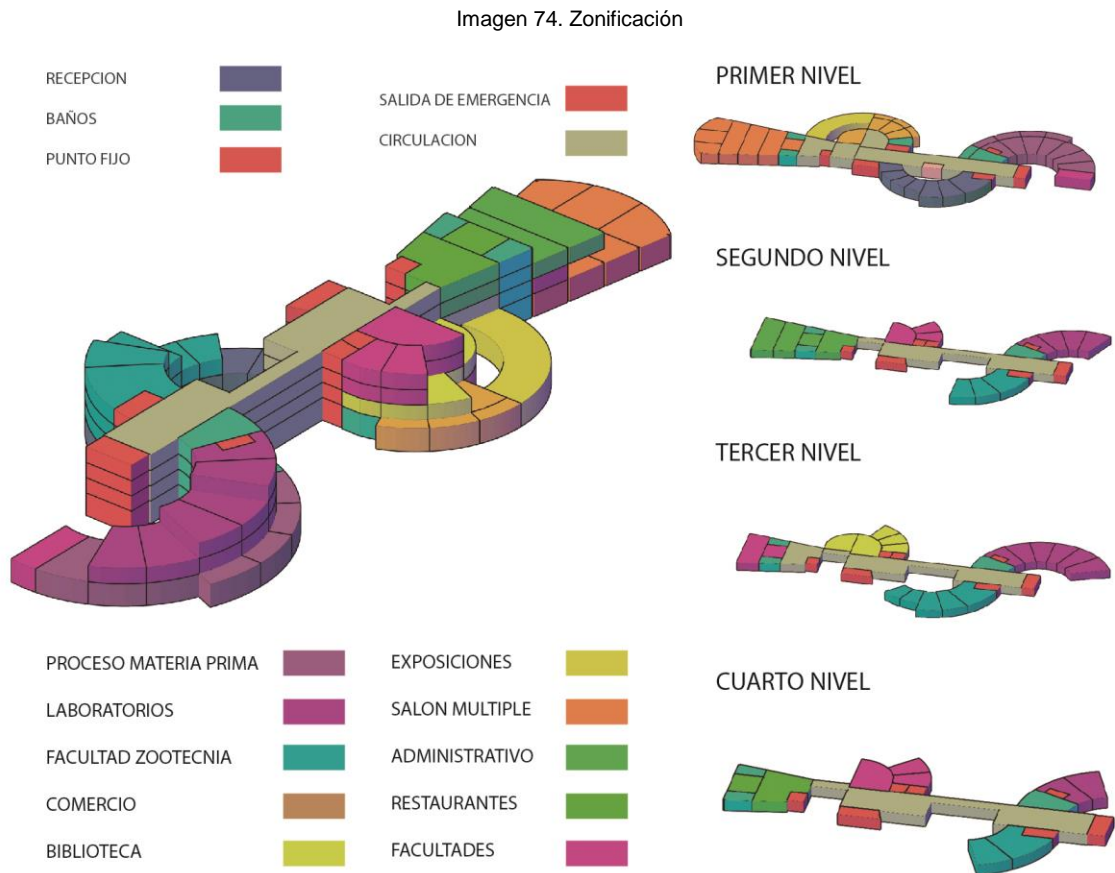 Imagen 74. Zonificación
RECEPCION
BAÑOS
PUNTO FIJO
SALIDA DE EMERGENCIA
CIRCULACION
PRIMER NIVEL
SEGUNDO NIVEL
TERCER NIVEL
CUARTO NIVEL
PROCESO MATERIA PRIMA
LABORATORIOS
FACULTAD ZOOTECNIA
COMERCIO
BIBLIOTECA
EXPOSICIONES
SALON MULTIPLE
ADMINISTRATIVO
RESTAURANTES
FACULTADES